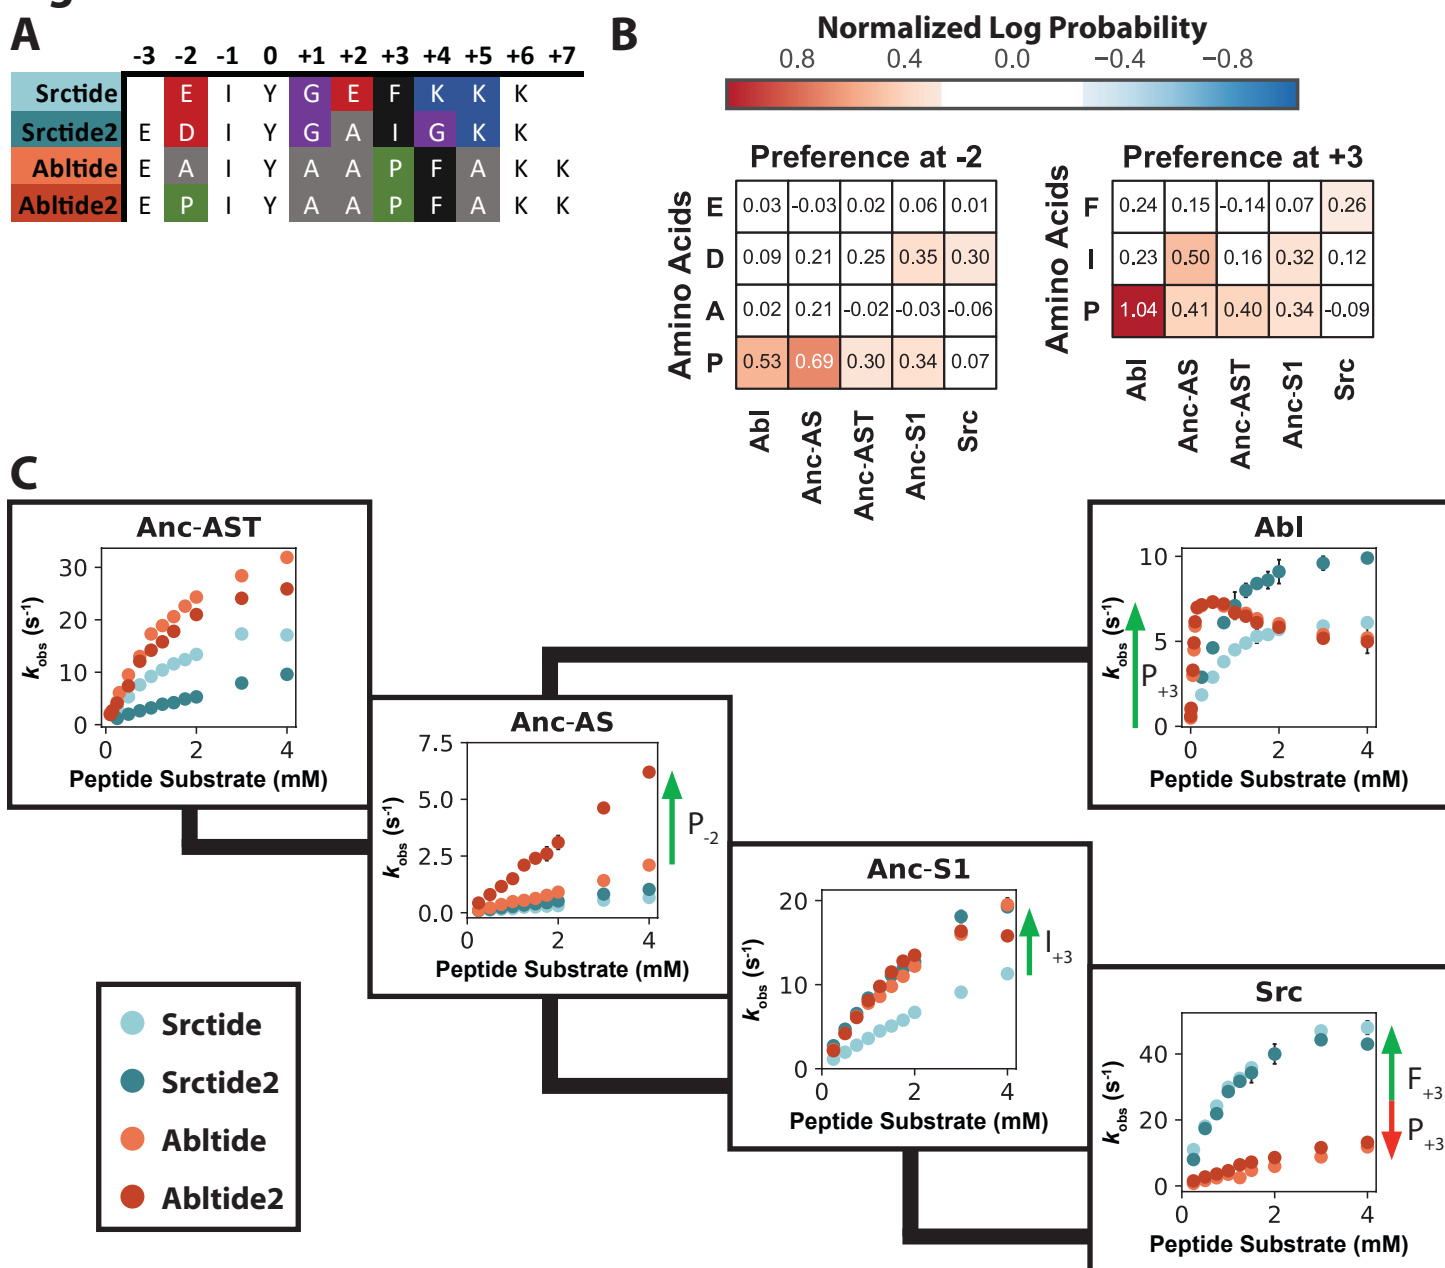 A
-3 -2 -1 0 +1 +2 +3 +4 +5 +6 +7
Srctide E I Y G E F K K K
Srctide2 E D I Y G A I G K K
Abltide E A I Y A A P F A K K
Abltide2 E P I Y A A P F A K K
B
Normalized Log Probability
0.8 0.4 0.0 −0.4 −0.8
Preference at -2
Amino Acids
E 0.03 -0.03 0.02 0.06 0.01
D 0.09 0.21 0.25 0.35 0.30
A 0.02 0.21 -0.02 -0.03 -0.06
P 0.53 0.69 0.30 0.34 0.07
Abl Anc-AS Anc-AST Anc-S1 Src
Preference at +3
Amino Acids
F 0.24 0.15 -0.14 0.07 0.26
I 0.23 0.50 0.16 0.32 0.12
P 1.04 0.41 0.40 0.34 -0.09
Abl Anc-AS Anc-AST Anc-S1 Src
C
Anc-AST
kobs (s-1)
30
20
10
0
0 2 4
Peptide Substrate (mM)
Anc-AS
kobs (s-1)
7.5
5.0
2.5
0.0
0 2 4
Peptide Substrate (mM)
P-2
Abl
kobs (s-1)
10
5
0
P+3
0 2 4
Peptide Substrate (mM)
Anc-S1
kobs (s-1)
20
10
0
0 2 4
Peptide Substrate (mM)
I+3
Src
kobs (s-1)
40
20
0
0 2 4
Peptide Substrate (mM)
F+3
P+3
Srctide
Srctide2
Abltide
Abltide2